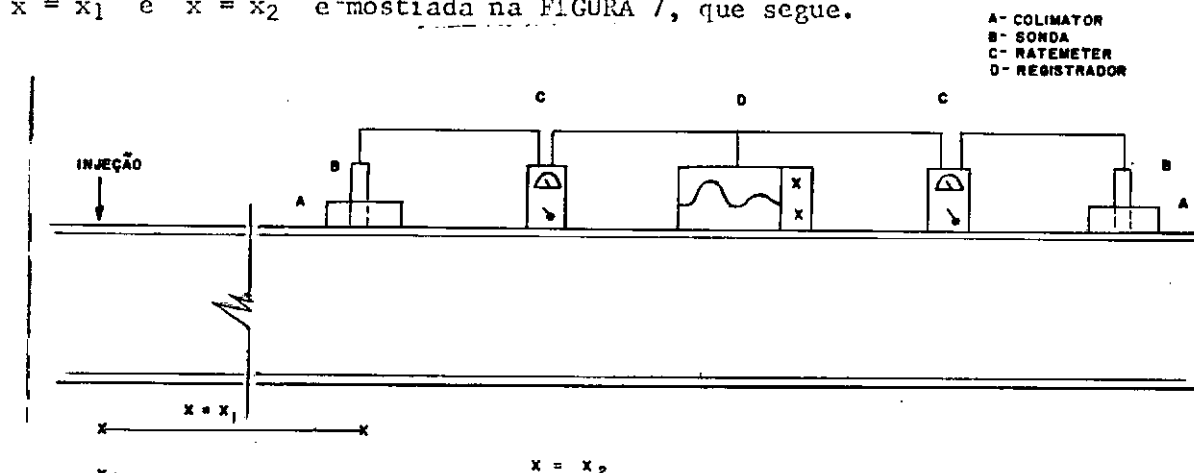 x = x1 e x = x2 e mostiada na FIGURA 7, que segue.
A- COLIMATOR
B- SONDA
C- RATEMETER
D- REGISTRADOR
C
D
C
INJEÇÃO
B
B
A
X
X
A
X = X1
X
X
X = X2